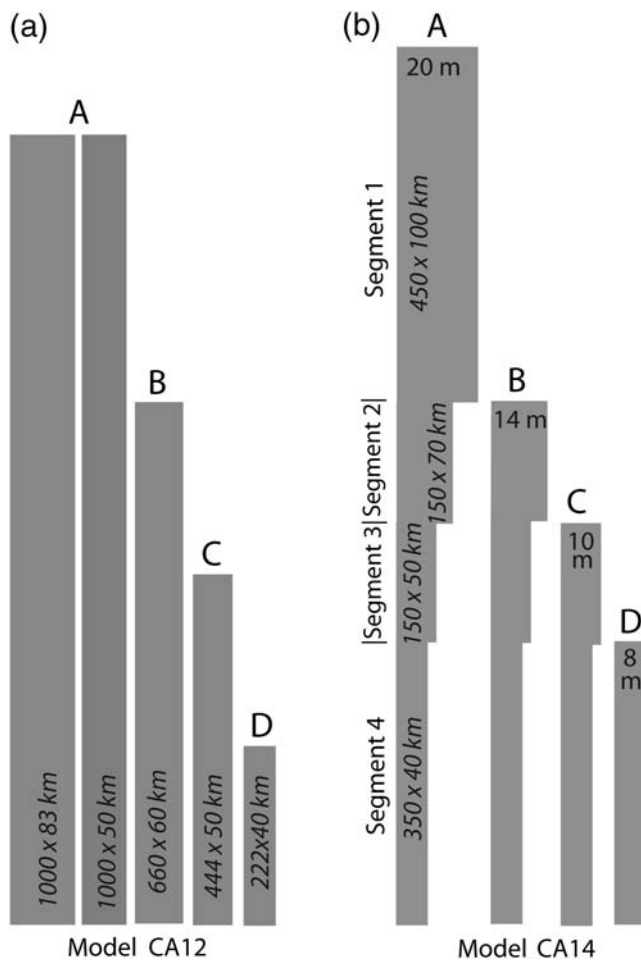 (a)
A
B
C
D
1000 x 83 km
1000 x 50 km
660 x 60 km
444 x 50 km
222x40 km
Model CA12
(b)
A
20 m
Segment 1
450 x 100 km
B
14 m
|Segment 2|
150 x 70 km
C
10
m
|Segment 3|
150 x 50 km
D
8
m
Segment 4
350 x 40 km
Model CA14